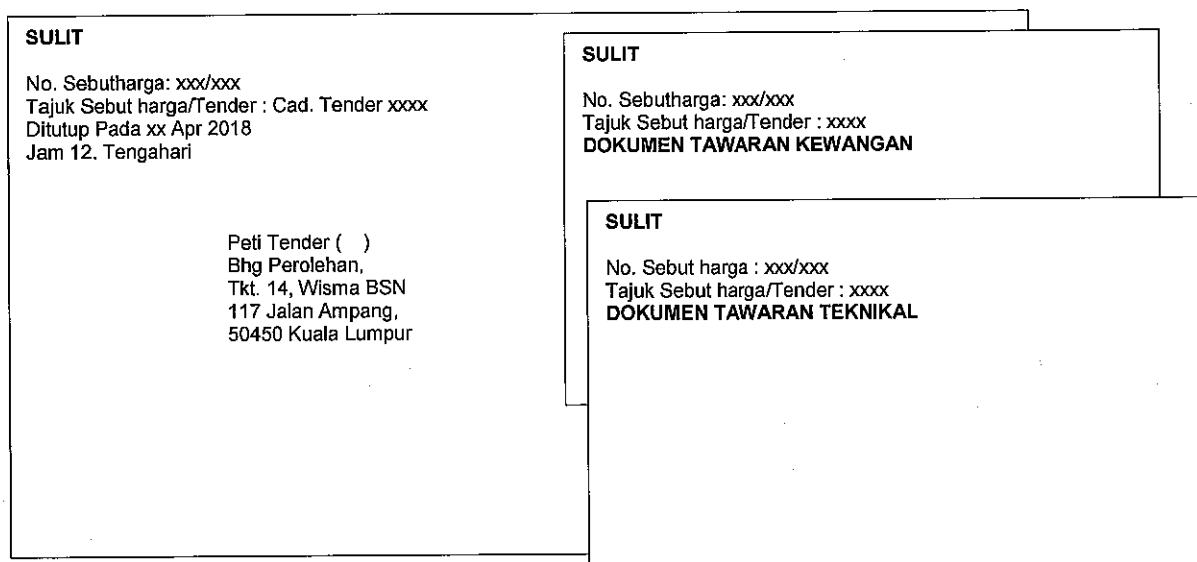 SULIT
No. Sebutharga: xxx/xxx
Tajuk Sebut harga/Tender : Cad. Tender xxxx
Ditutup Pada xx Apr 2018
Jam 12. Tengahari
Peti Tender ( )
Bhg Perolehan,
Tkt. 14, Wisma BSN
117 Jalan Ampang,
50450 Kuala Lumpur
SULIT
No. Sebutharga: xxx/xxx
Tajuk Sebut harga/Tender : xxxx
DOKUMEN TAWARAN KEWANGAN
SULIT
No. Sebut harga : xxx/xxx
Tajuk Sebut harga/Tender : xxxx
DOKUMEN TAWARAN TEKNIKAL